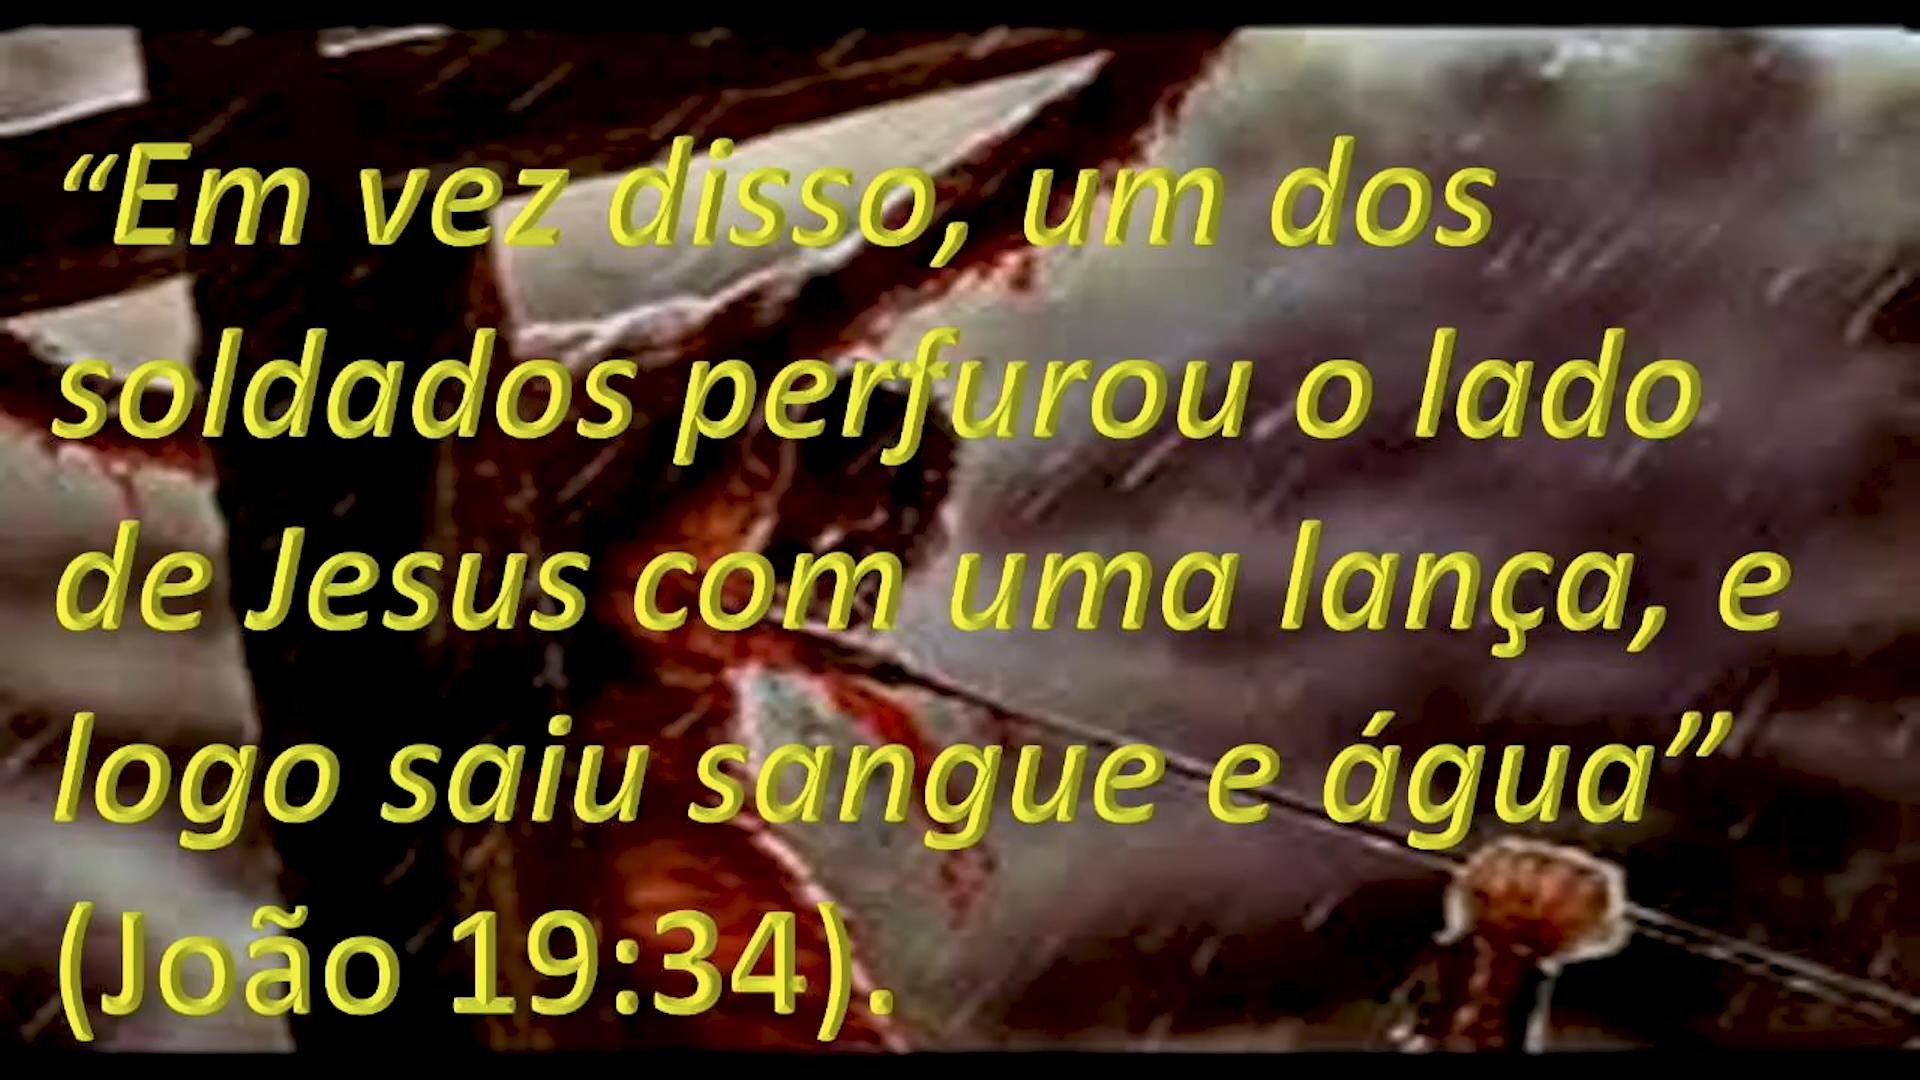 “Em vez disso, um dos
soldados perfurou o lado
de Jesus com uma lança, e
logo saiu sangue e água”
(João 19:34).